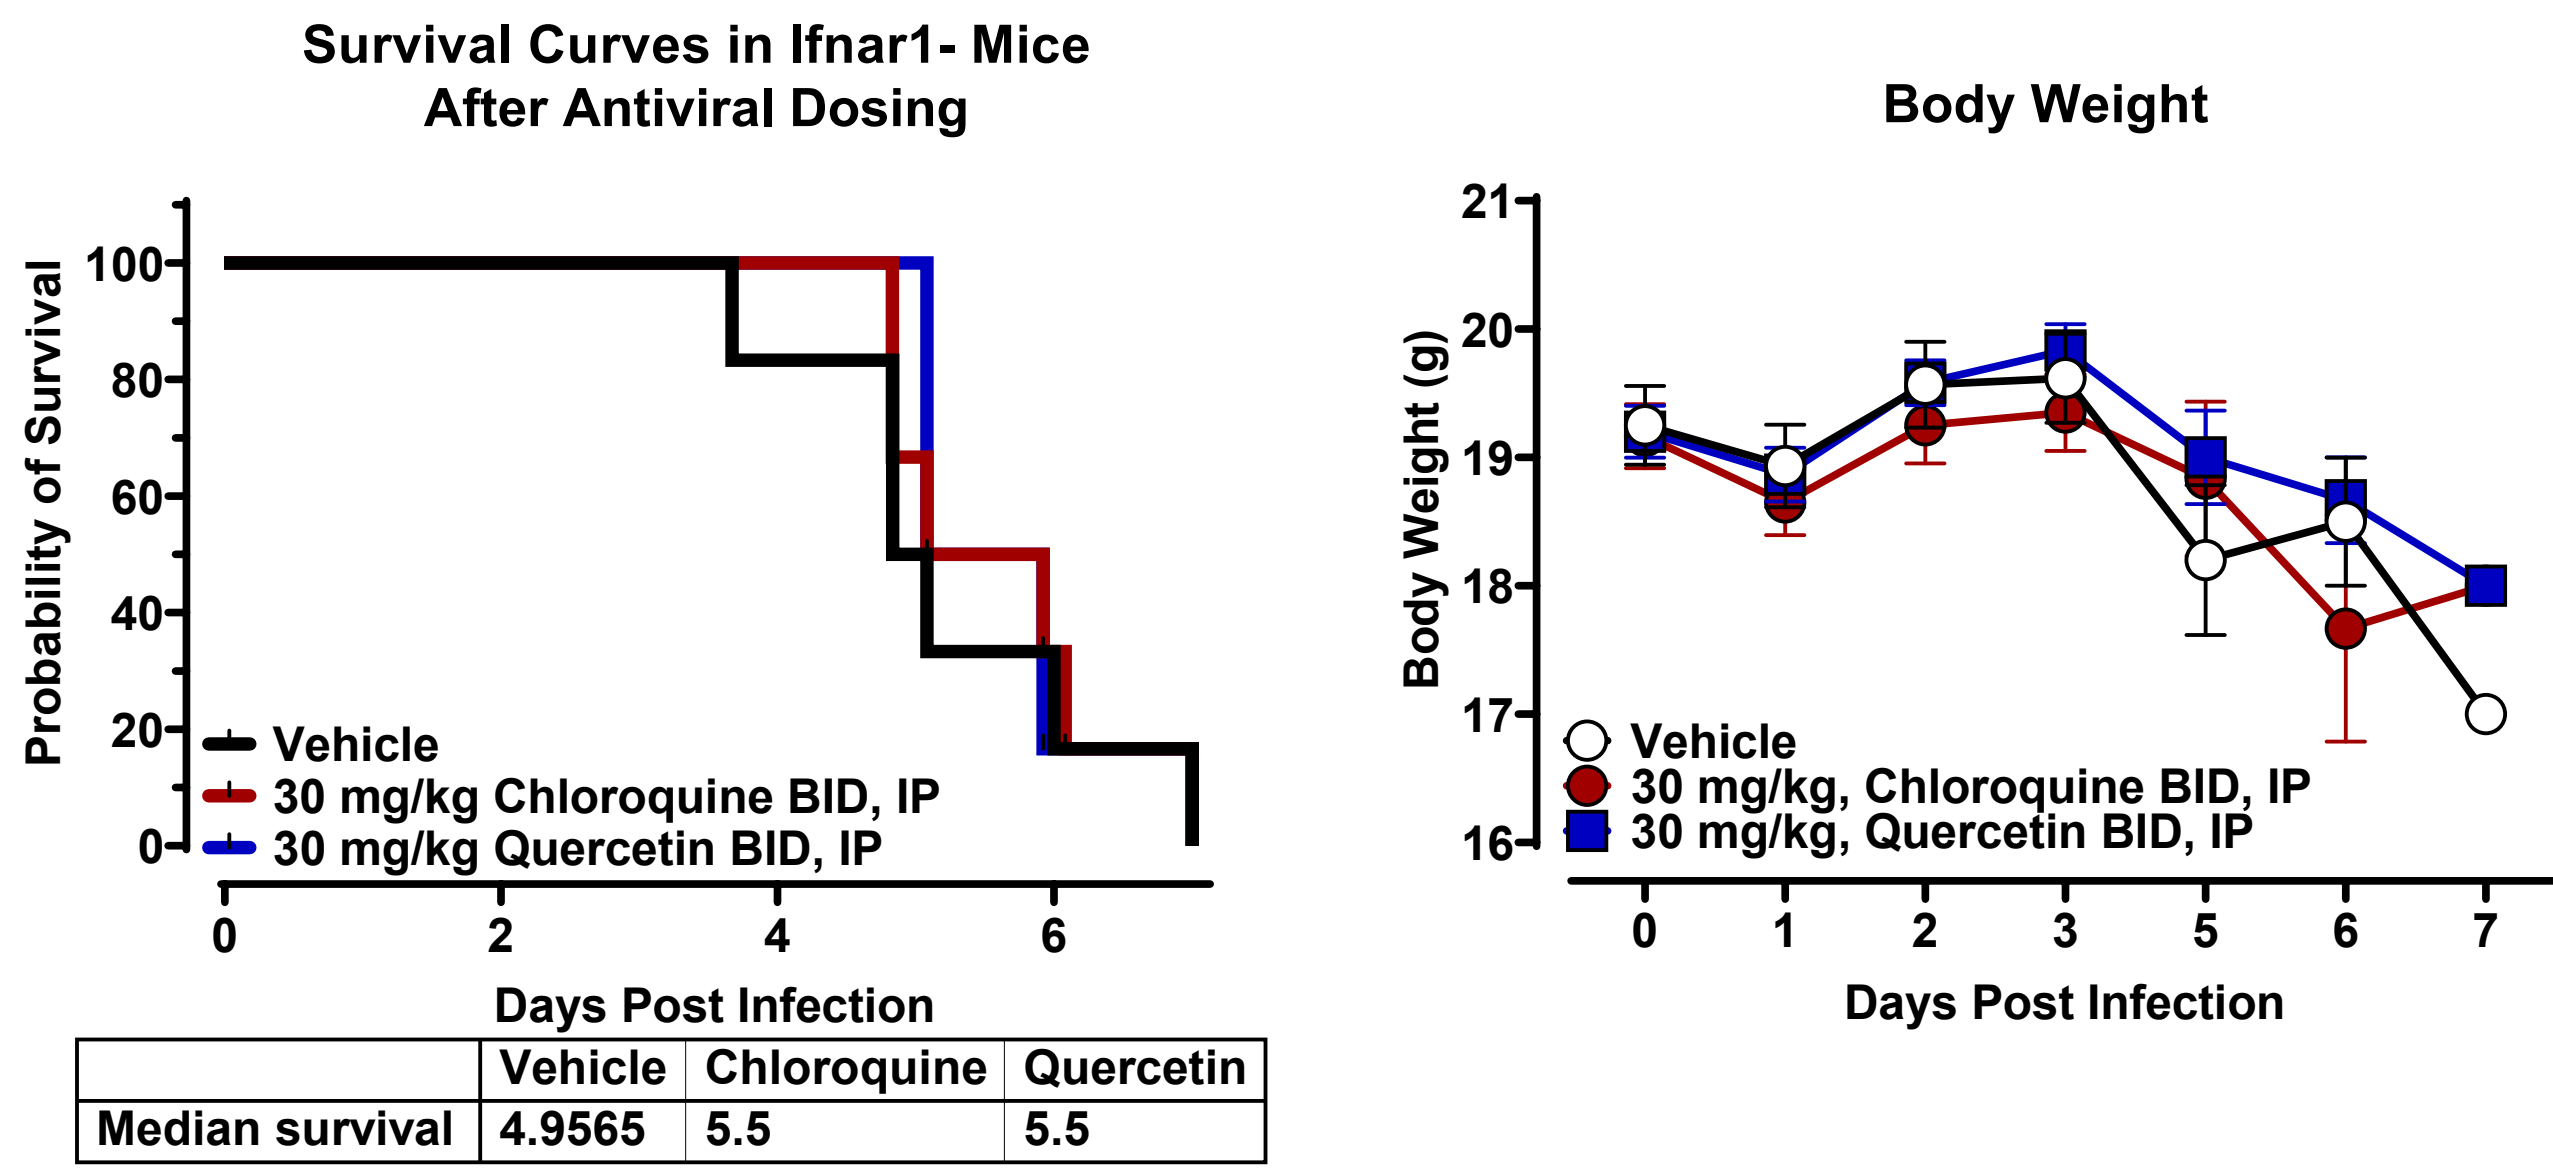 Survival Curves in Ifnar1- Mice
After Antiviral Dosing
Probability of Survival
100
80
60
40
20
0
Vehicle
30 mg/kg Chloroquine BID, IP
30 mg/kg Quercetin BID, IP
0 2 4 6
Days Post Infection
Vehicle Chloroquine Quercetin
Median survival 4.9565 5.5 5.5
Body Weight
Body Weight (g)
21
20
19
18
17
16
Vehicle
30 mg/kg, Chloroquine BID, IP
30 mg/kg, Quercetin BID, IP
0 1 2 3 5 6 7
Days Post Infection